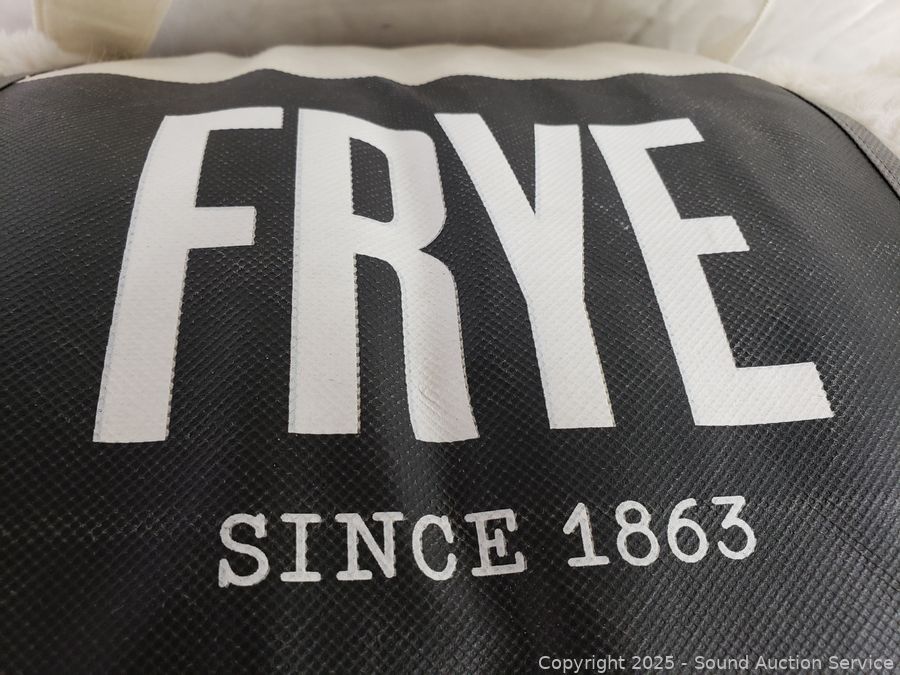 FRYE
SINCE 1863
Copyright 2025 - Sound Auction Service